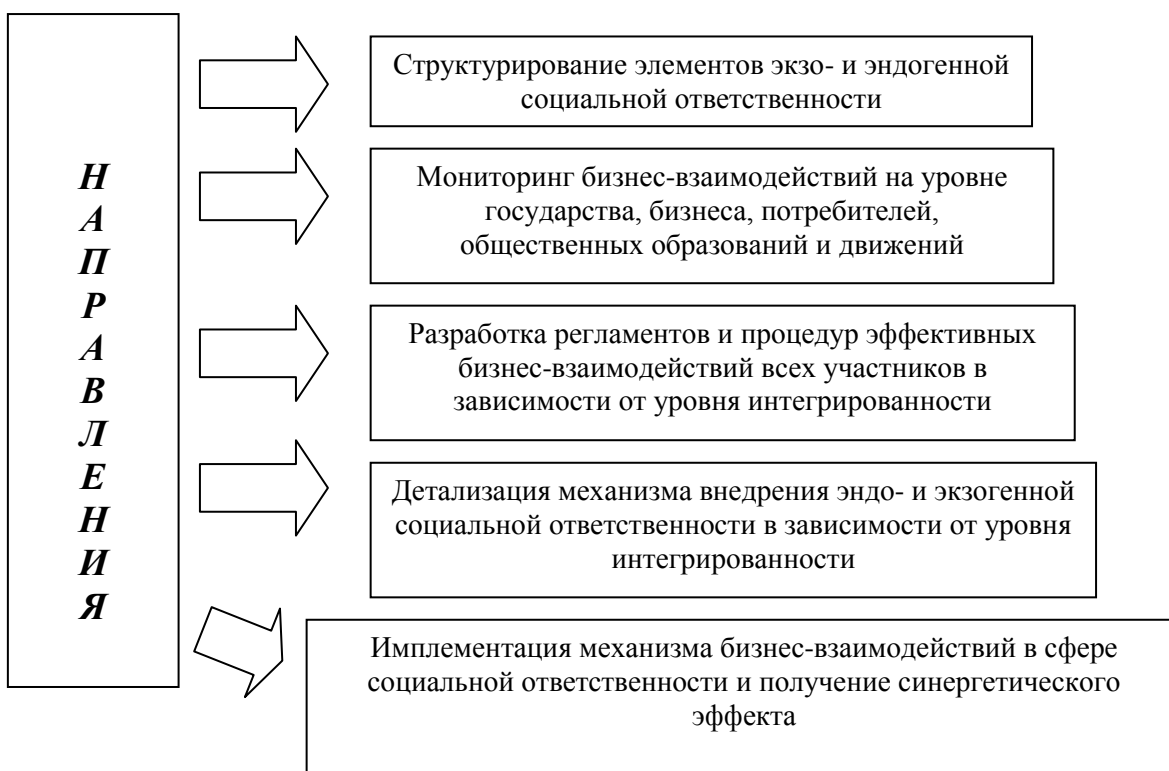 Н
А
П
Р
А
В
Л
Е
Н
И
Я
Структурирование элементов экзо- и эндогенной
социальной ответственности
Мониторинг бизнес-взаимодействий на уровне
государства, бизнеса, потребителей,
общественных образований и движений
Разработка регламентов и процедур эффективных
бизнес-взаимодействий всех участников в
зависимости от уровня интегрированности
Детализация механизма внедрения эндо- и экзогенной
социальной ответственности в зависимости от уровня
интегрированности
Имплементация механизма бизнес-взаимодействий в сфере
социальной ответственности и получение синергетического
эффекта